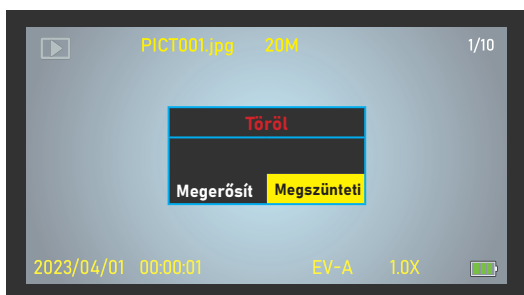 PICT001.jpg 20M 1/10
Töröl
Megerősít Megszünteti
2023/04/01 00:00:01 EV-A 1.0X